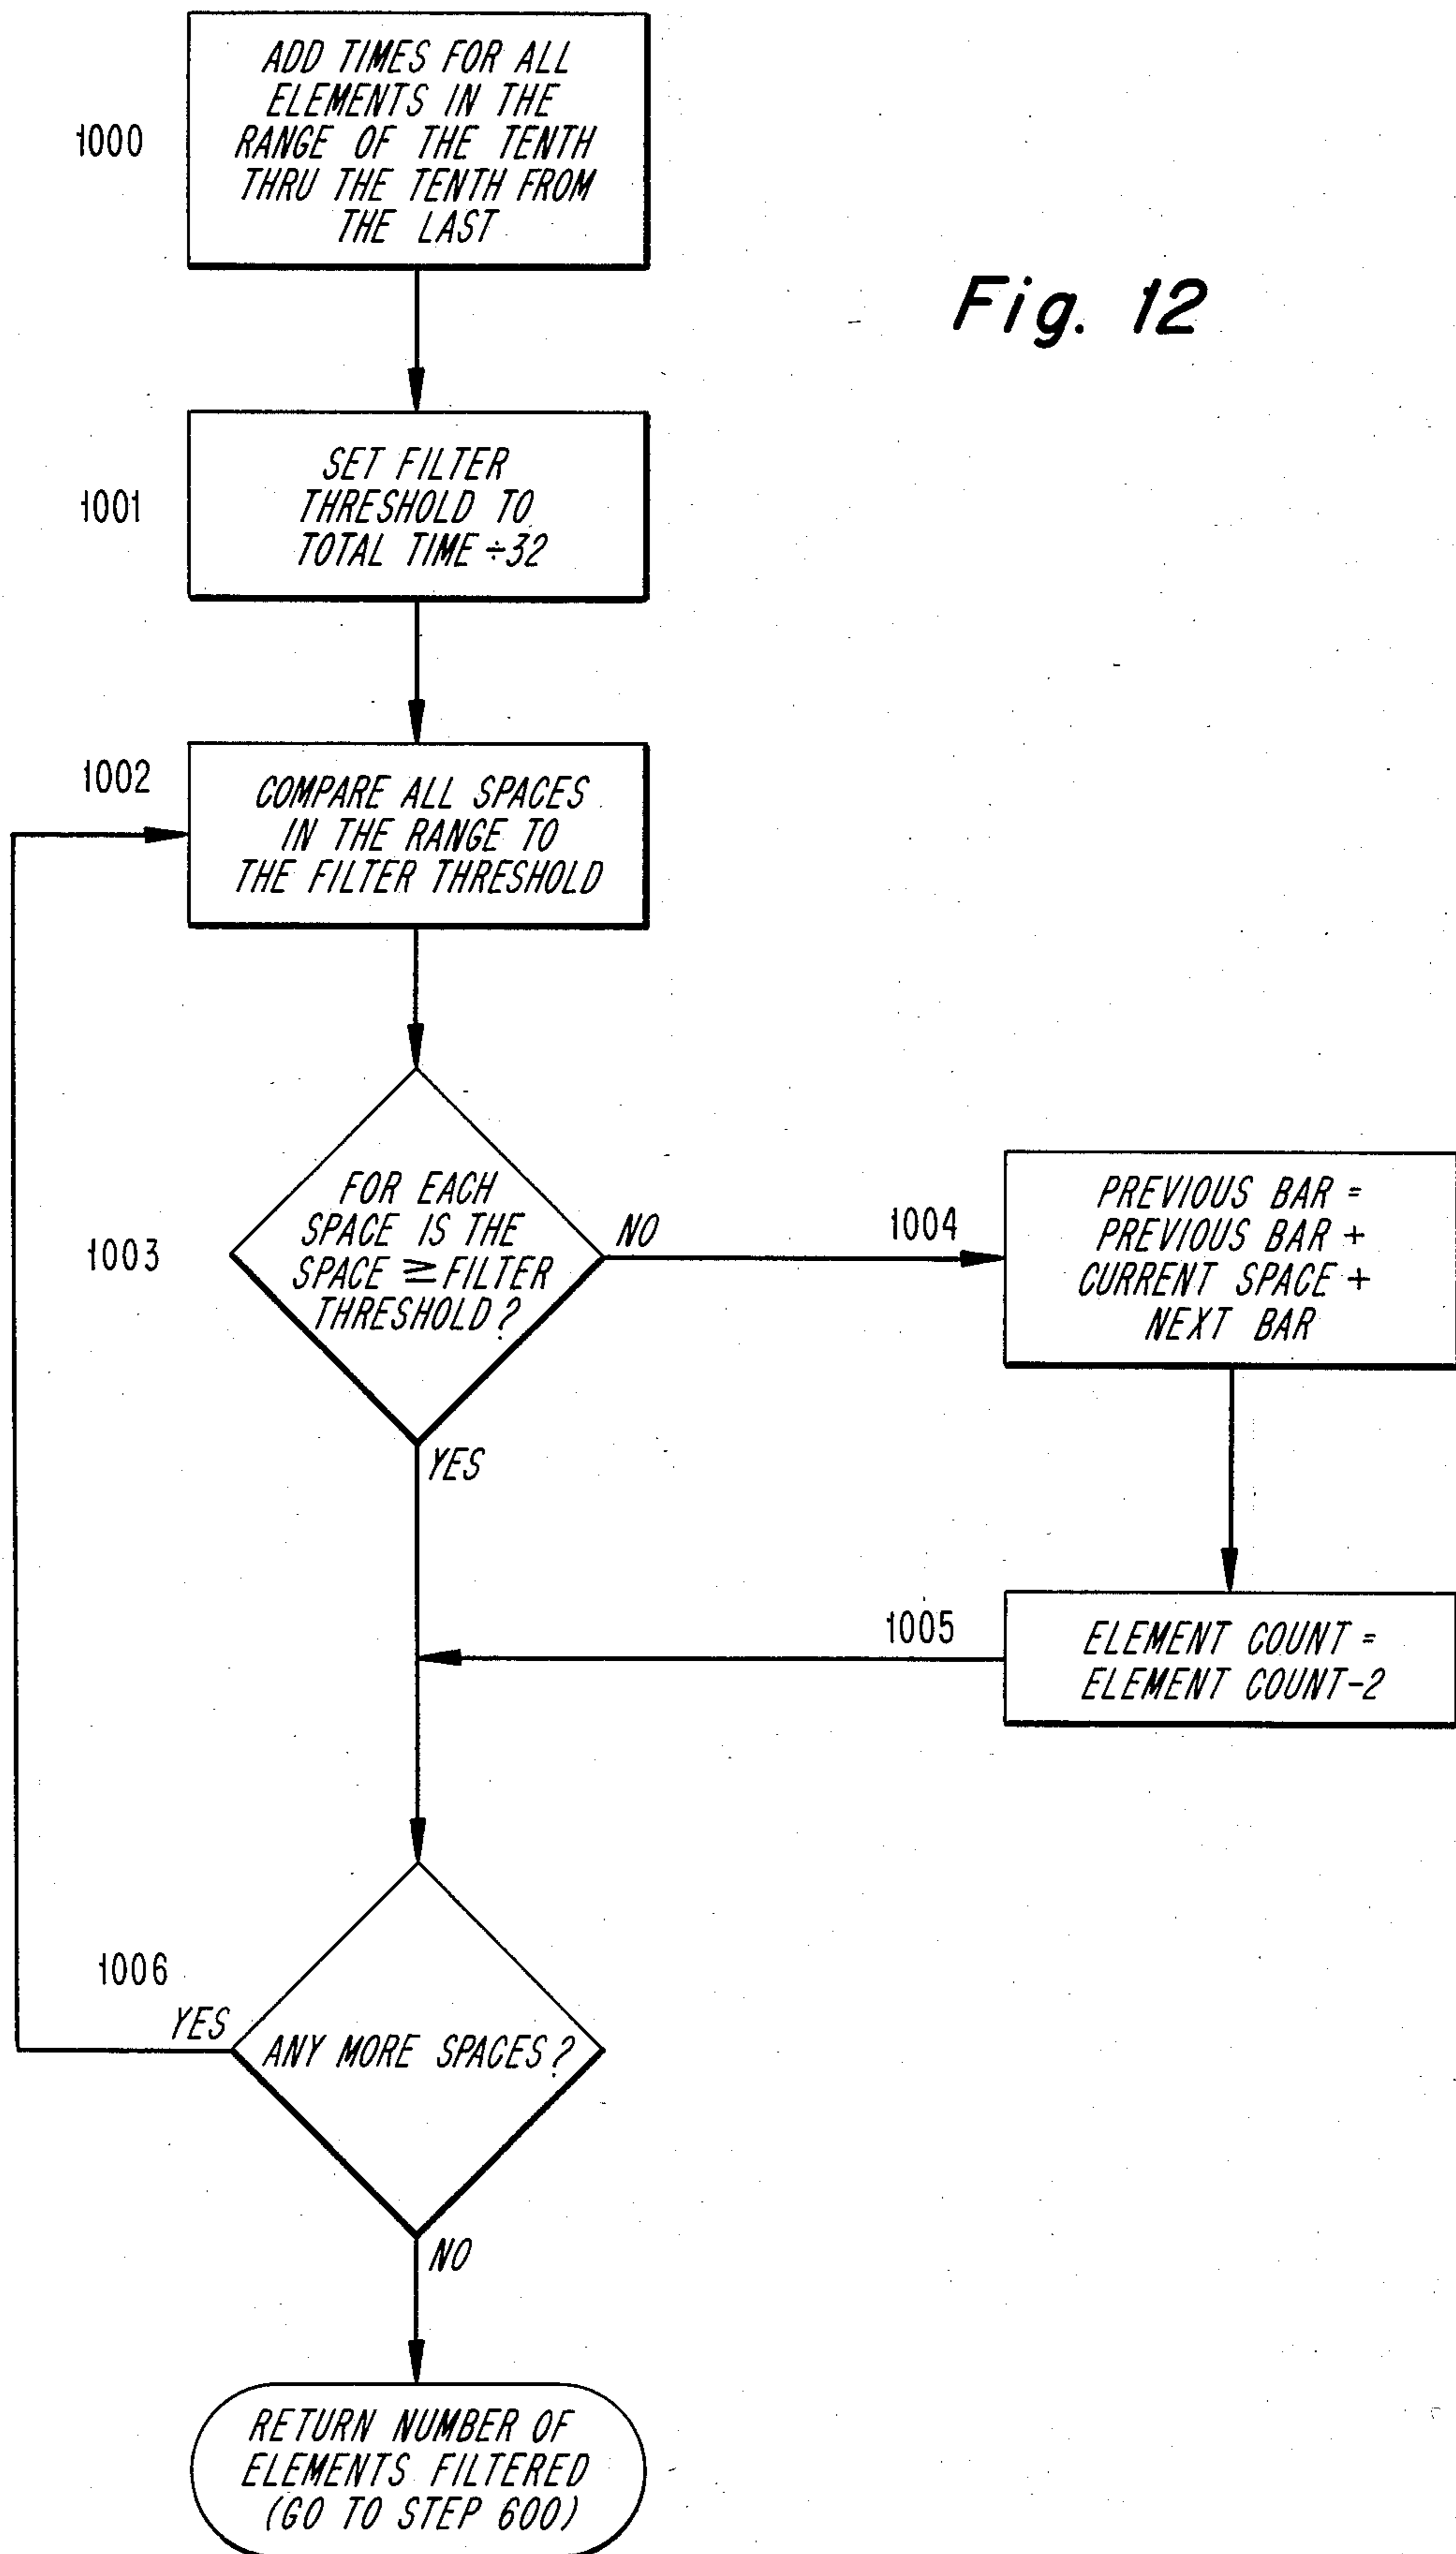 1000
ADD TIMES FOR ALL
ELEMENTS IN THE
RANGE OF THE TENTH
THRU THE TENTH FROM
THE LAST
Fig. 12
1001
SET FILTER
THRESHOLD TO
TOTAL TIME ÷32
1002
COMPARE ALL SPACES
IN THE RANGE TO
THE FILTER THRESHOLD
1003
FOR EACH
SPACE IS THE
SPACE ≥ FILTER
THRESHOLD?
NO
1004
PREVIOUS BAR =
PREVIOUS BAR +
CURRENT SPACE +
NEXT BAR
YES
1005
ELEMENT COUNT =
ELEMENT COUNT-2
1006
YES
ANY MORE SPACES?
NO
RETURN NUMBER OF
ELEMENTS FILTERED
(GO TO STEP 600)